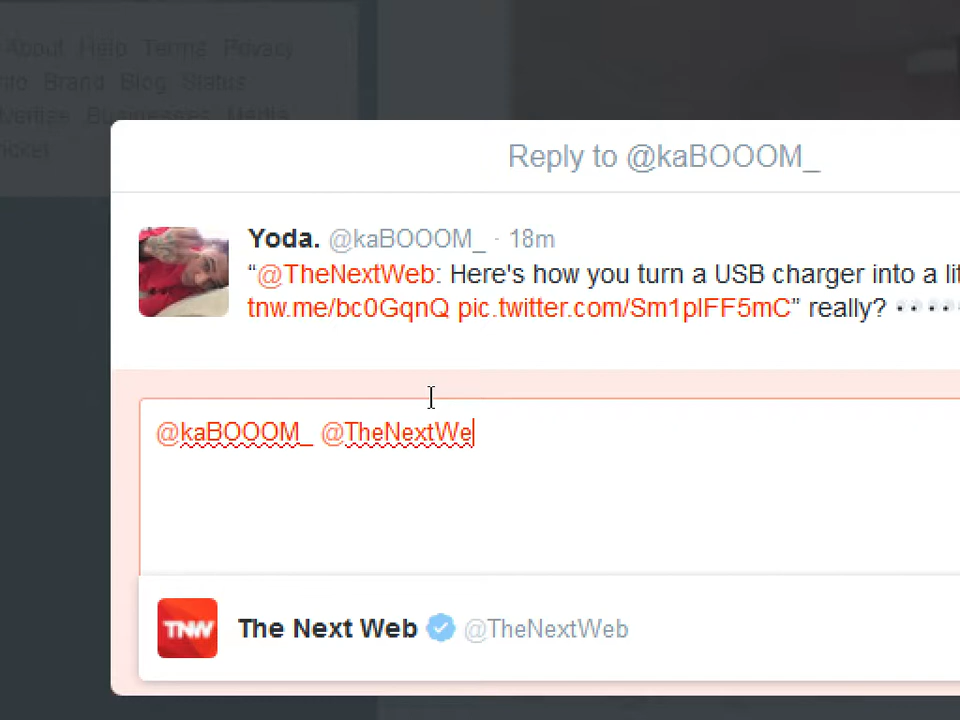 About Help Terms Privacy
Brand Blog Status
Businesses Media
Reply to @kaBOOOM_
Yoda. @kaBOOOM_ · 18m
“@TheNextWeb: Here's how you turn a USB charger into a
tnw.me/bc0GqnQ pic.twitter.com/Sm1plFF5mC” really?
@kaBOOOM_ @TheNextWe
TNW The Next Web @TheNextWeb